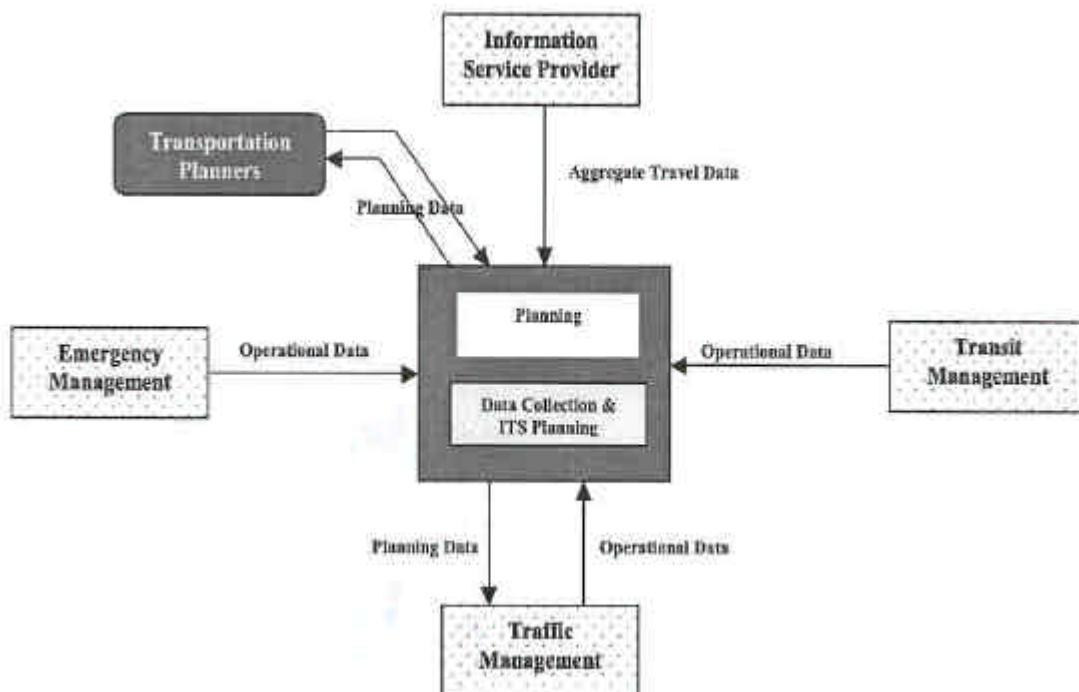 Information
Service Provider
Transportation
Planners
Aggregate Travel Data
Planning Data
Planning
Emergency
Management
Operational Data
Operational Data
Transit
Management
Data Collection &
ITS Planning
Planning Data
Operational Data
Traffic
Management